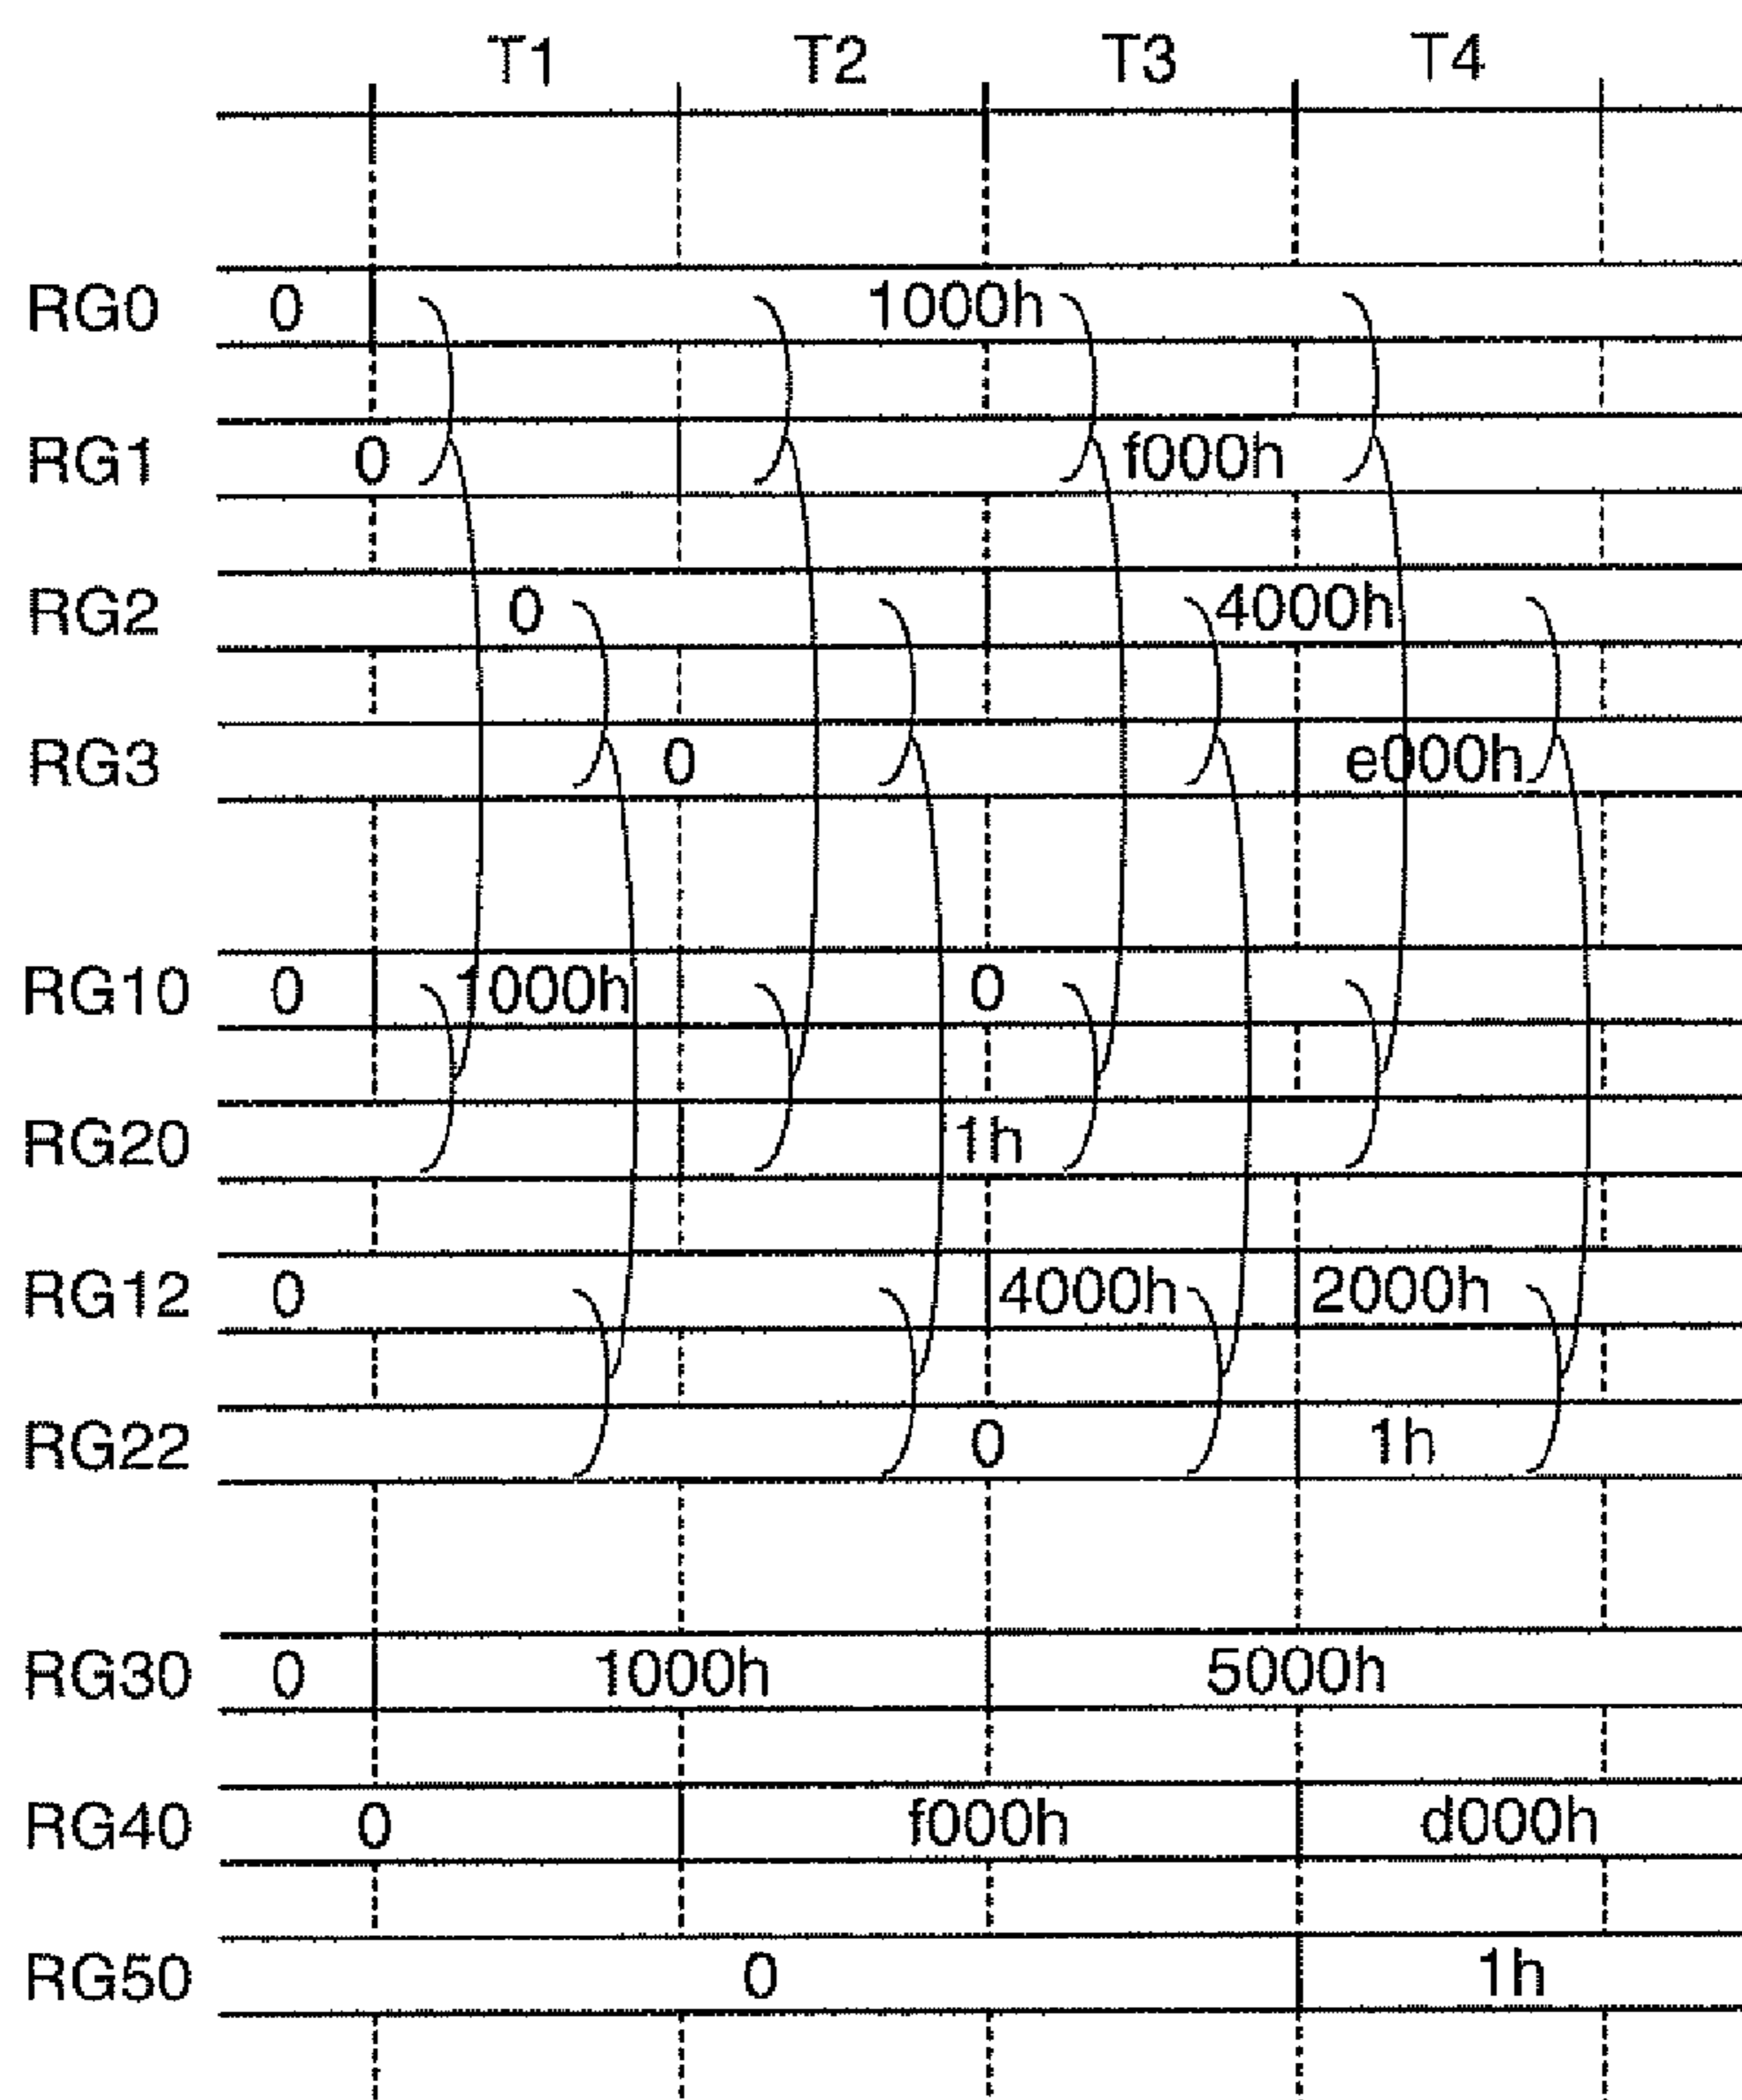 T1 T2 T3 T4
RG0 0 1000h
RG1 0 f000h
RG2 0 4000h
RG3 0 e000h
RG10 0 1000h 0
RG20 1h
RG12 0 4000h 2000h
RG22 0 1h
RG30 0 1000h 5000h
RG40 0 f000h d000h
RG50 0 1h